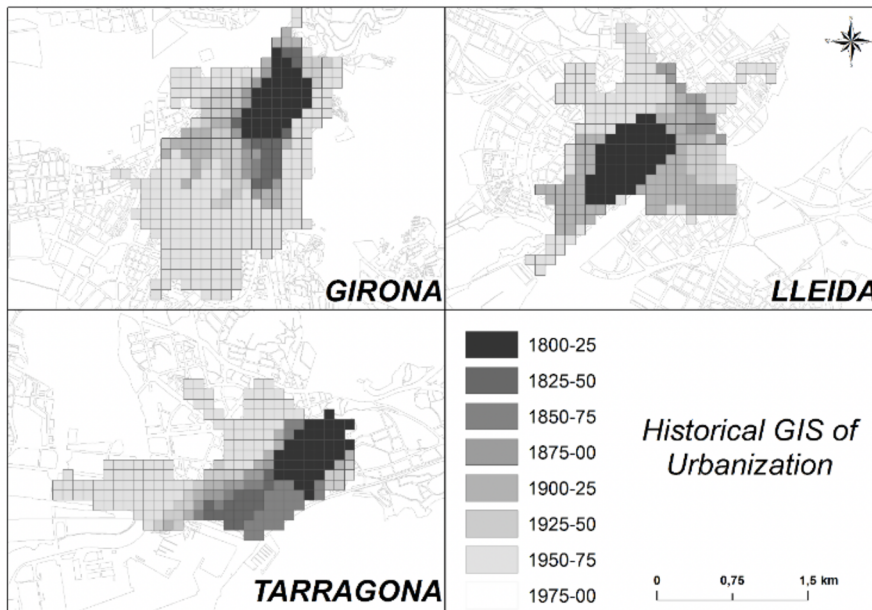 GIRONA
LLEIDA
TARRAGONA
1800-25
1825-50
1850-75
1875-00
1900-25
1925-50
1950-75
1975-00
Historical GIS of
Urbanization
0 0,75 1,5 km